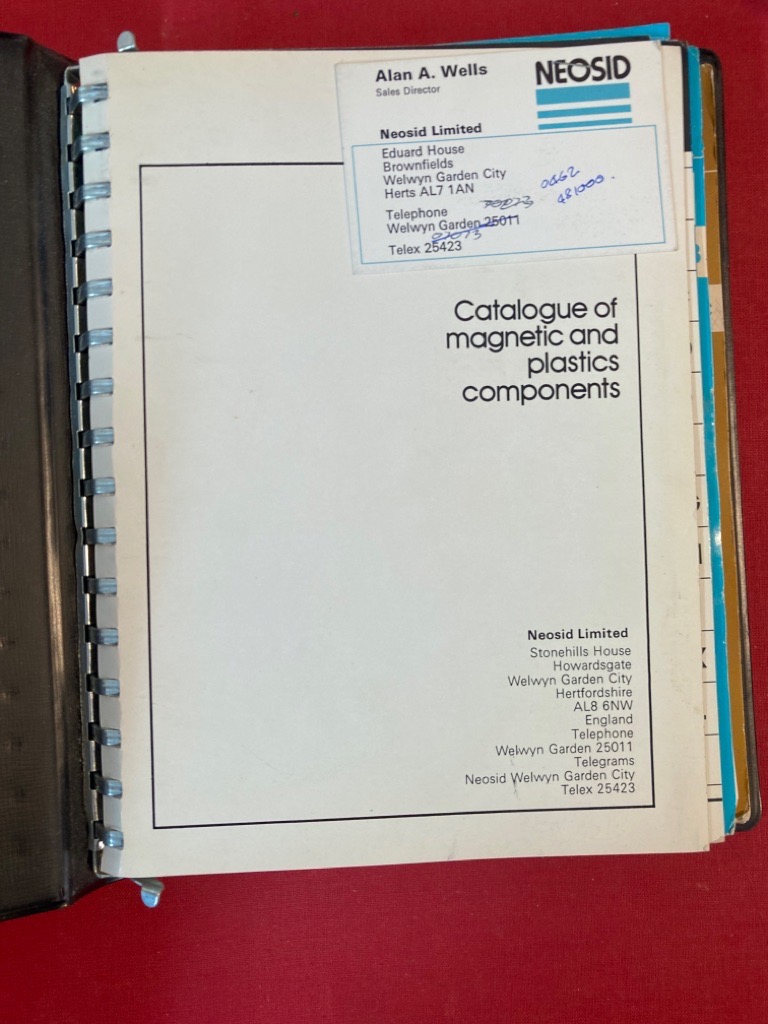 Alan A. Wells
Sales Director
NEOSID
Neosid Limited
Eduard House
Brownfields
Welwyn Garden City
Herts AL7 1AN
Telephone
Welwyn Garden 25011
Telex 25423
0462
481000.
Catalogue of
magnetic and
plastics
components
Neosid Limited
Stonehills House
Howardsgate
Welwyn Garden City
Hertfordshire
AL8 6NW
England
Telephone
Welwyn Garden 25011
Telegrams
Neosid Welwyn Garden City
Telex 25423